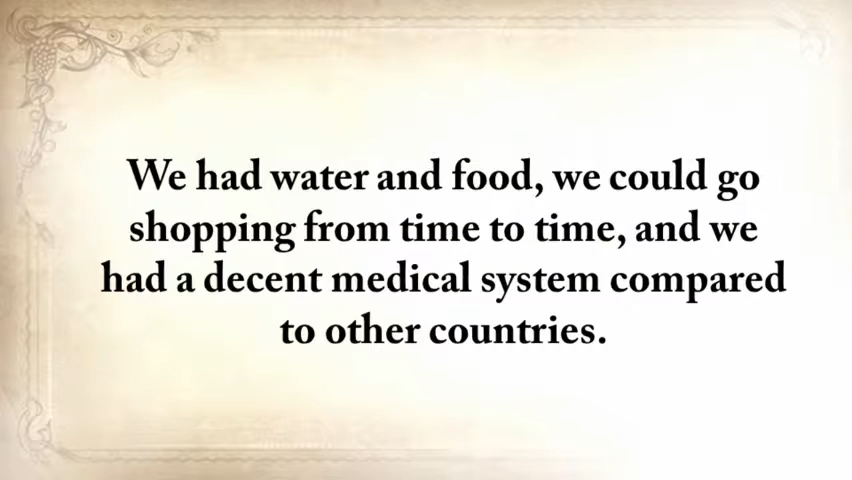 We had water and food, we could go
shopping from time to time, and we
had a decent medical system compared
to other countries.